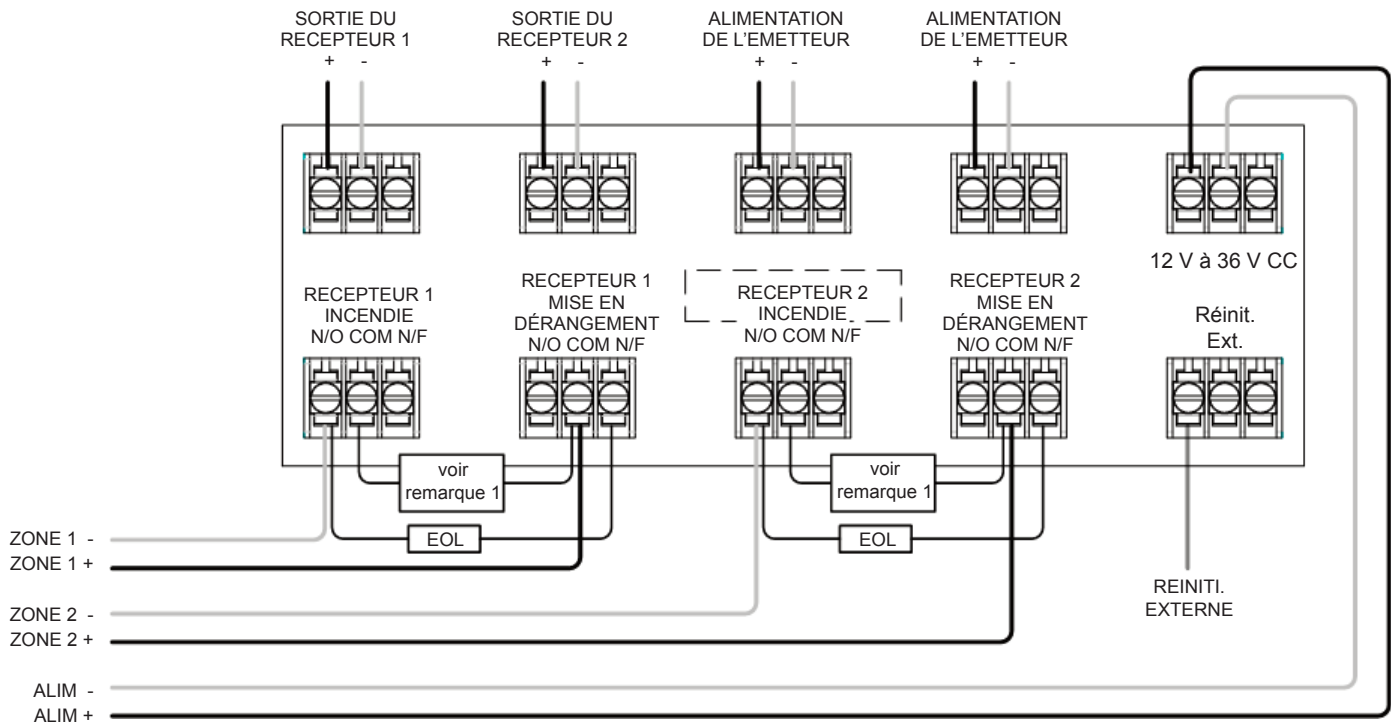 SORTIE DU
RECEPTEUR 1
+ -
SORTIE DU
RECEPTEUR 2
+ -
ALIMENTATION
DE L'EMETTEUR
+ -
ALIMENTATION
DE L'EMETTEUR
+ -
12 V à 36 V CC
RECEPTEUR 1
INCENDIE
N/O COM N/F
RECEPTEUR 1
MISE EN
DÉRANGEMENT
N/O COM N/F
RECEPTEUR 2
INCENDIE
N/O COM N/F
RECEPTEUR 2
MISE EN
DÉRANGEMENT
N/O COM N/F
Réinit.
Ext.
voir
remarque 1
EOL
voir
remarque 1
EOL
ZONE 1 -
ZONE 1 +
ZONE 2 -
ZONE 2 +
REINITI.
EXTERNE
ALIM -
ALIM +